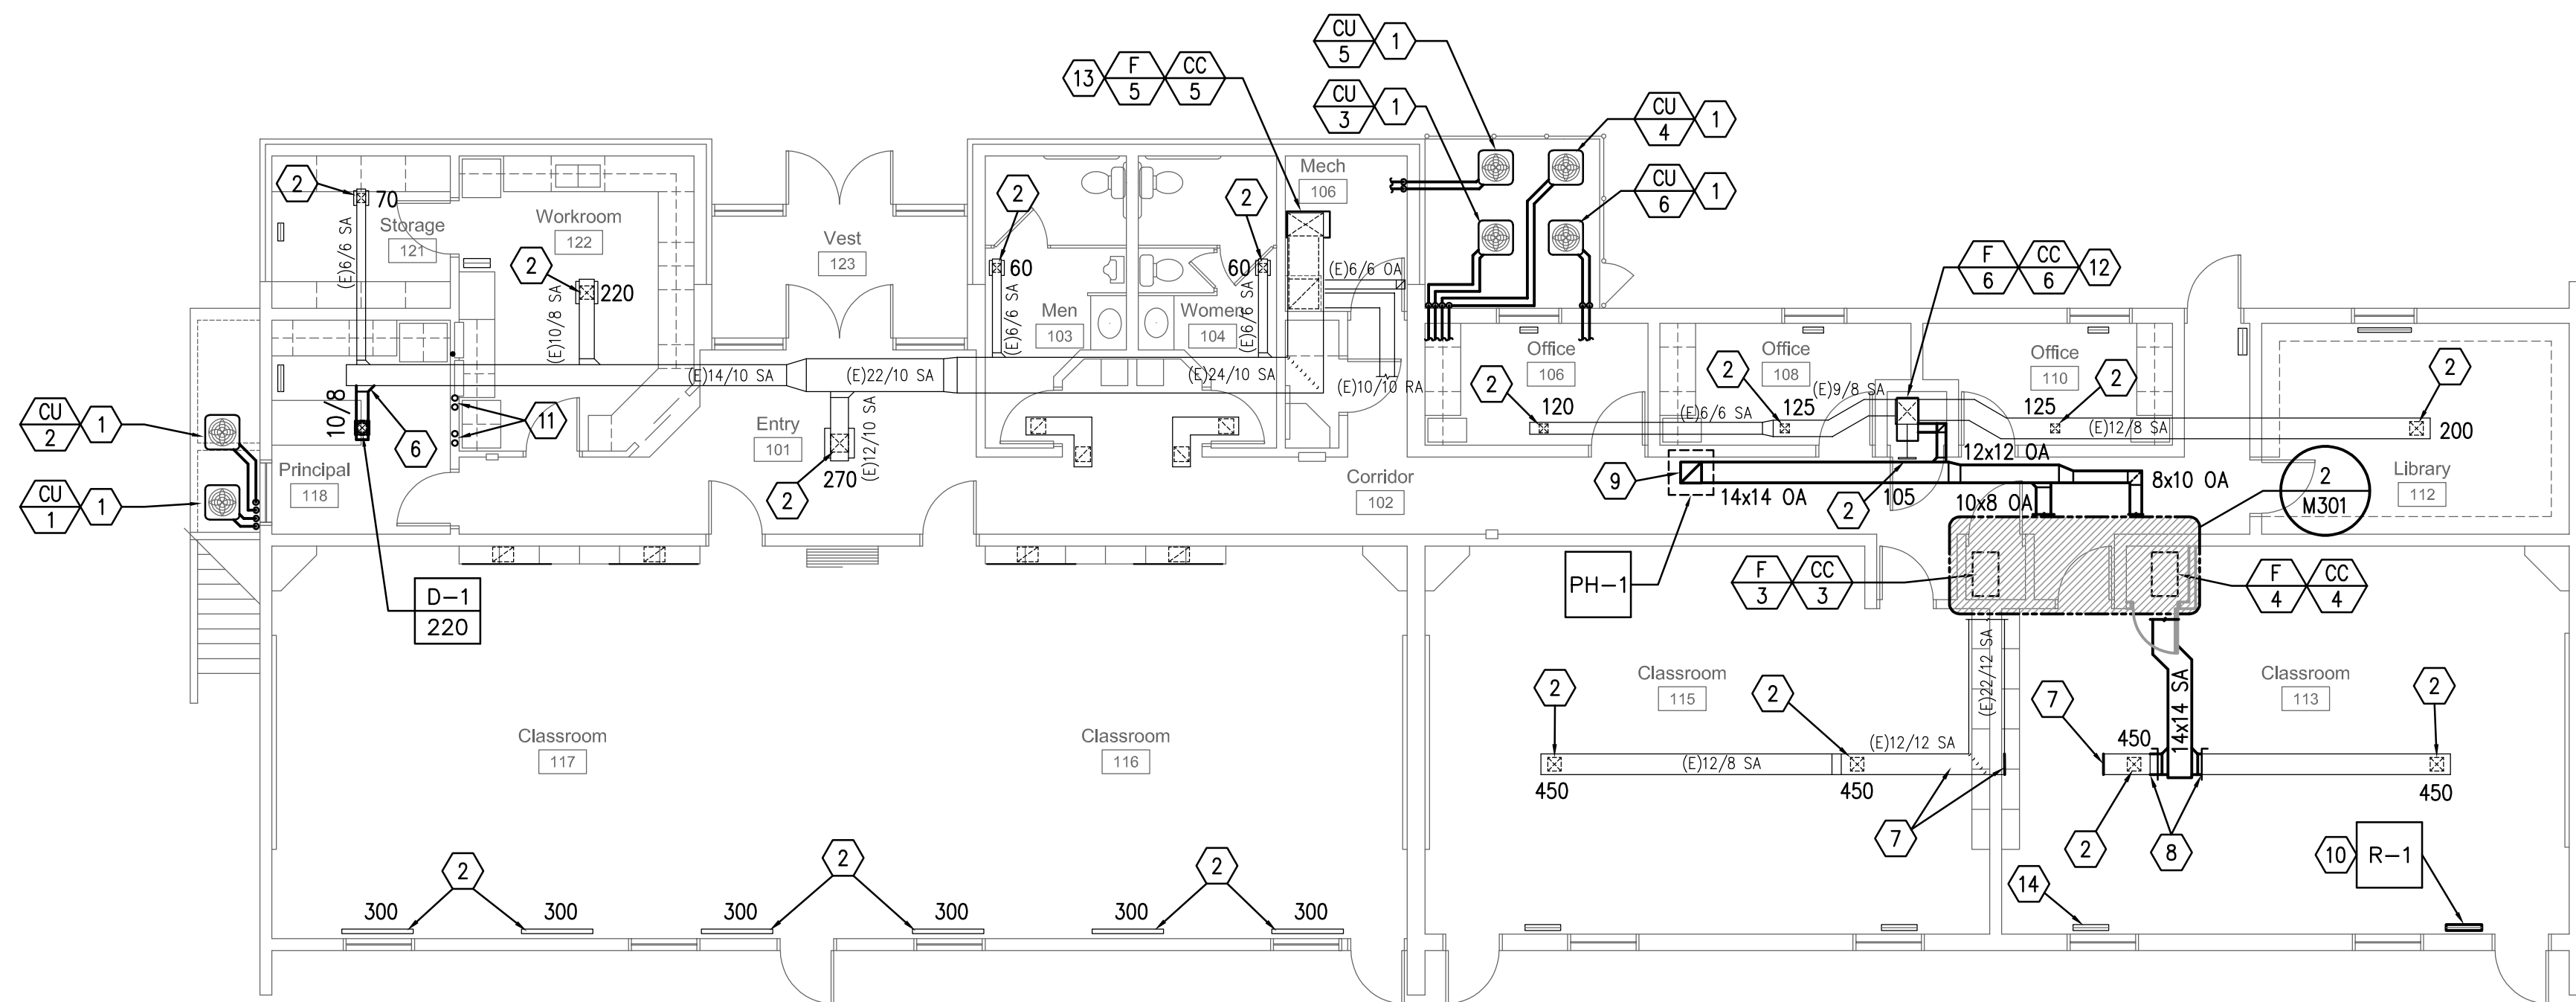 CU
5
1
13
F
5
CC
5
CU
3
1
CU
4
1
2
70
Storage
121
(E)6/6 SA
Workroom
122
2
220
(E)10/8 SA
Vest
123
2
60
(E)6/6 SA
Men
103
2
60
(E)6/6 SA
Women
104
Mech
106
(E)6/6 OA
CU
6
1
F
6
CC
6
12
(E)14/10 SA
(E)22/10 SA
(E)24/10 SA
(E)10/10 RA
Office
106
2
120
(E)6/6 SA
Office
108
2
125
(E)9/8 SA
Office
110
2
125
(E)12/8 SA
2
200
CU
2
1
10/8
6
11
Entry
101
2
270
(E)12/10 SA
CU
1
1
Principal
118
Corridor
102
9
14x14 OA
2
105
12x12 OA
10x8 OA
8x10 OA
2
M301
Library
112
D-1
220
PH-1
F
3
CC
3
F
4
CC
4
Classroom
117
Classroom
116
Classroom
115
2
2
(E)22/12 SA
(E)12/12 SA
(E)12/8 SA
450
450
7
7
14x14 SA
Classroom
113
2
450
450
2
8
10
R-1
14
2
2
2
300
300
300
300
300
300